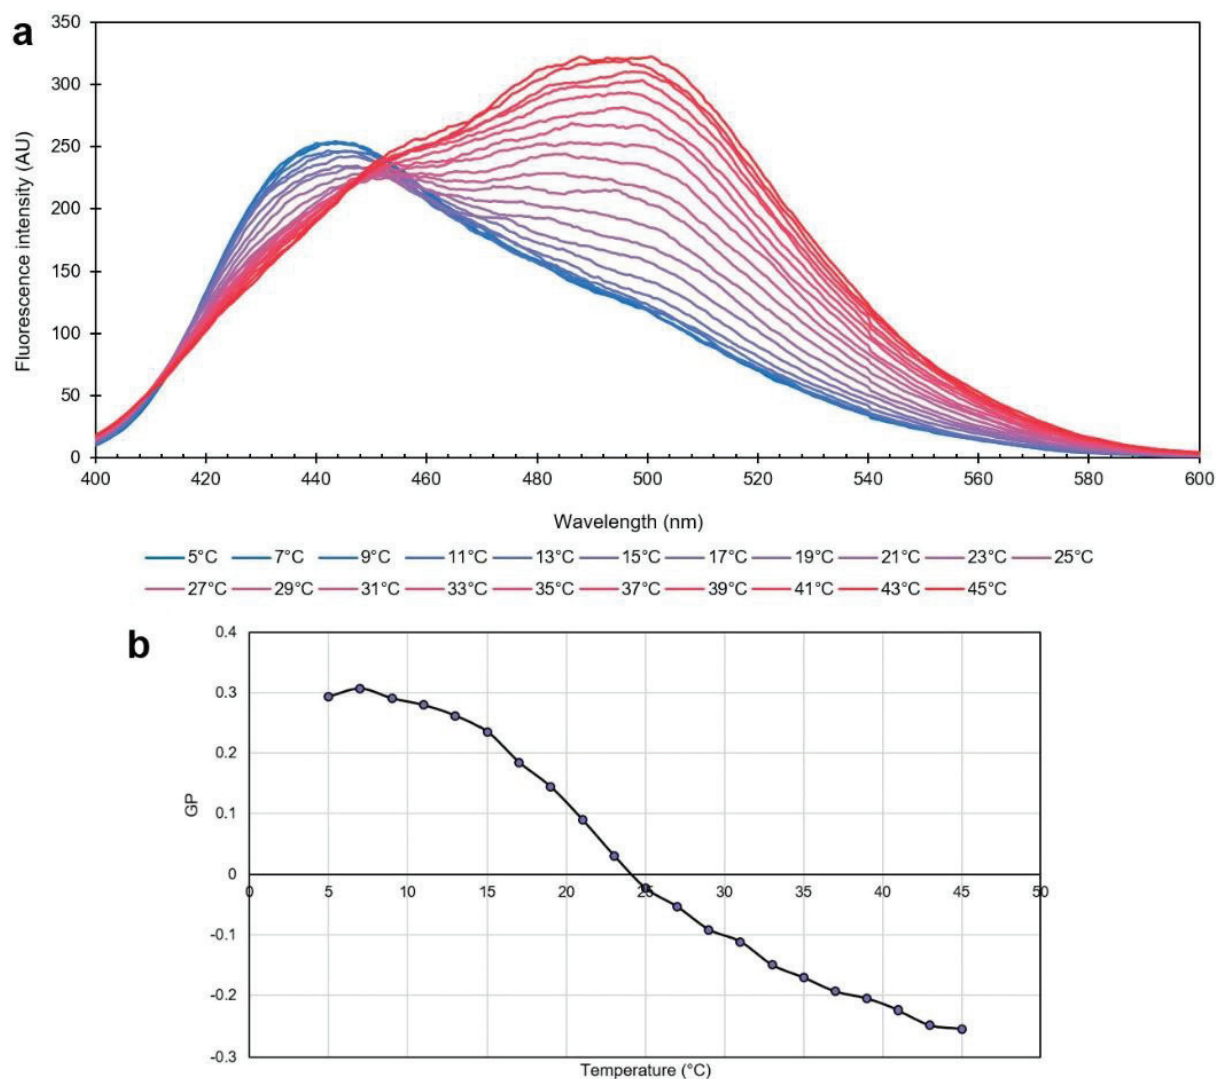 a
350
300
250
200
150
100
50
0
Fluorescence intensity (AU)
400 420 440 460 480 500 520 540 560 580 600
Wavelength (nm)
5°C 7°C 9°C 11°C 13°C 15°C 17°C 19°C 21°C 23°C 25°C
27°C 29°C 31°C 33°C 35°C 37°C 39°C 41°C 43°C 45°C
b
0.4
0.3
0.2
0.1
0
-0.1
-0.2
-0.3
GP
0 5 10 15 20 25 30 35 40 45 50
Temperature (°C)